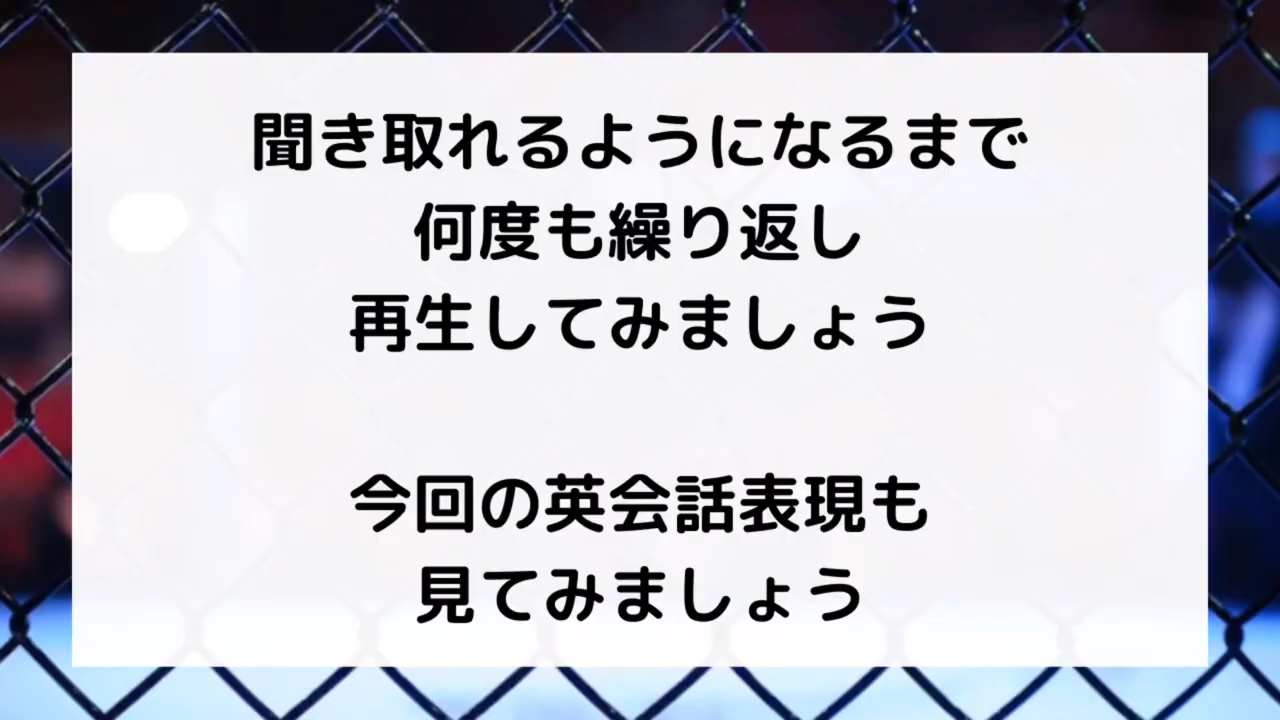 聞き取れるようになるまで
何度も繰り返し
再生してみましょう
今回の英会話表現も
見てみましょう